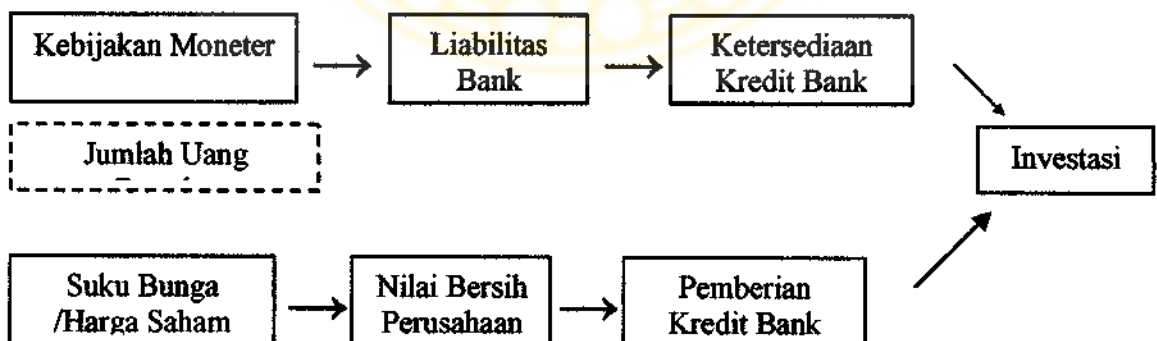 Kebijakan Moneter
Liabilitas
Bank
Ketersediaan
Kredit Bank
Jumlah Uang
Investasi
Suku Bunga
/Harga Saham
Nilai Bersih
Perusahaan
Pemberian
Kredit Bank